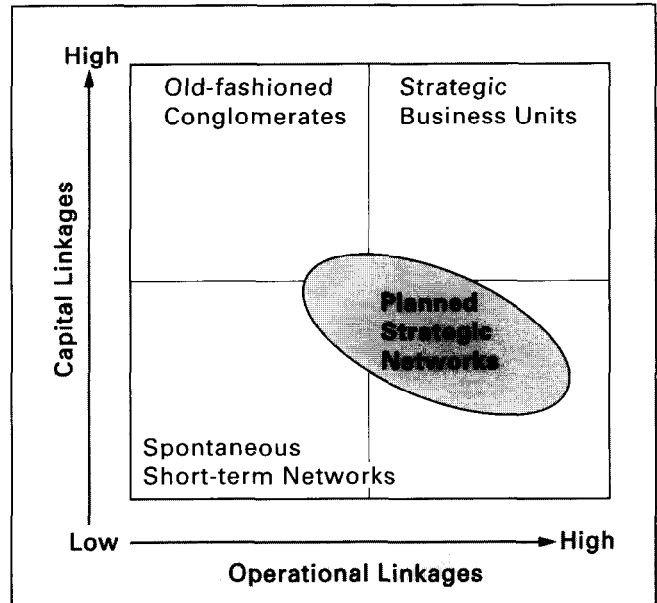 High
Old-fashioned
Conglomerates
Strategic
Business Units
Capital Linkages
Planned
Strategic
Networks
Spontaneous
Short-term Networks
Low
High
Operational Linkages